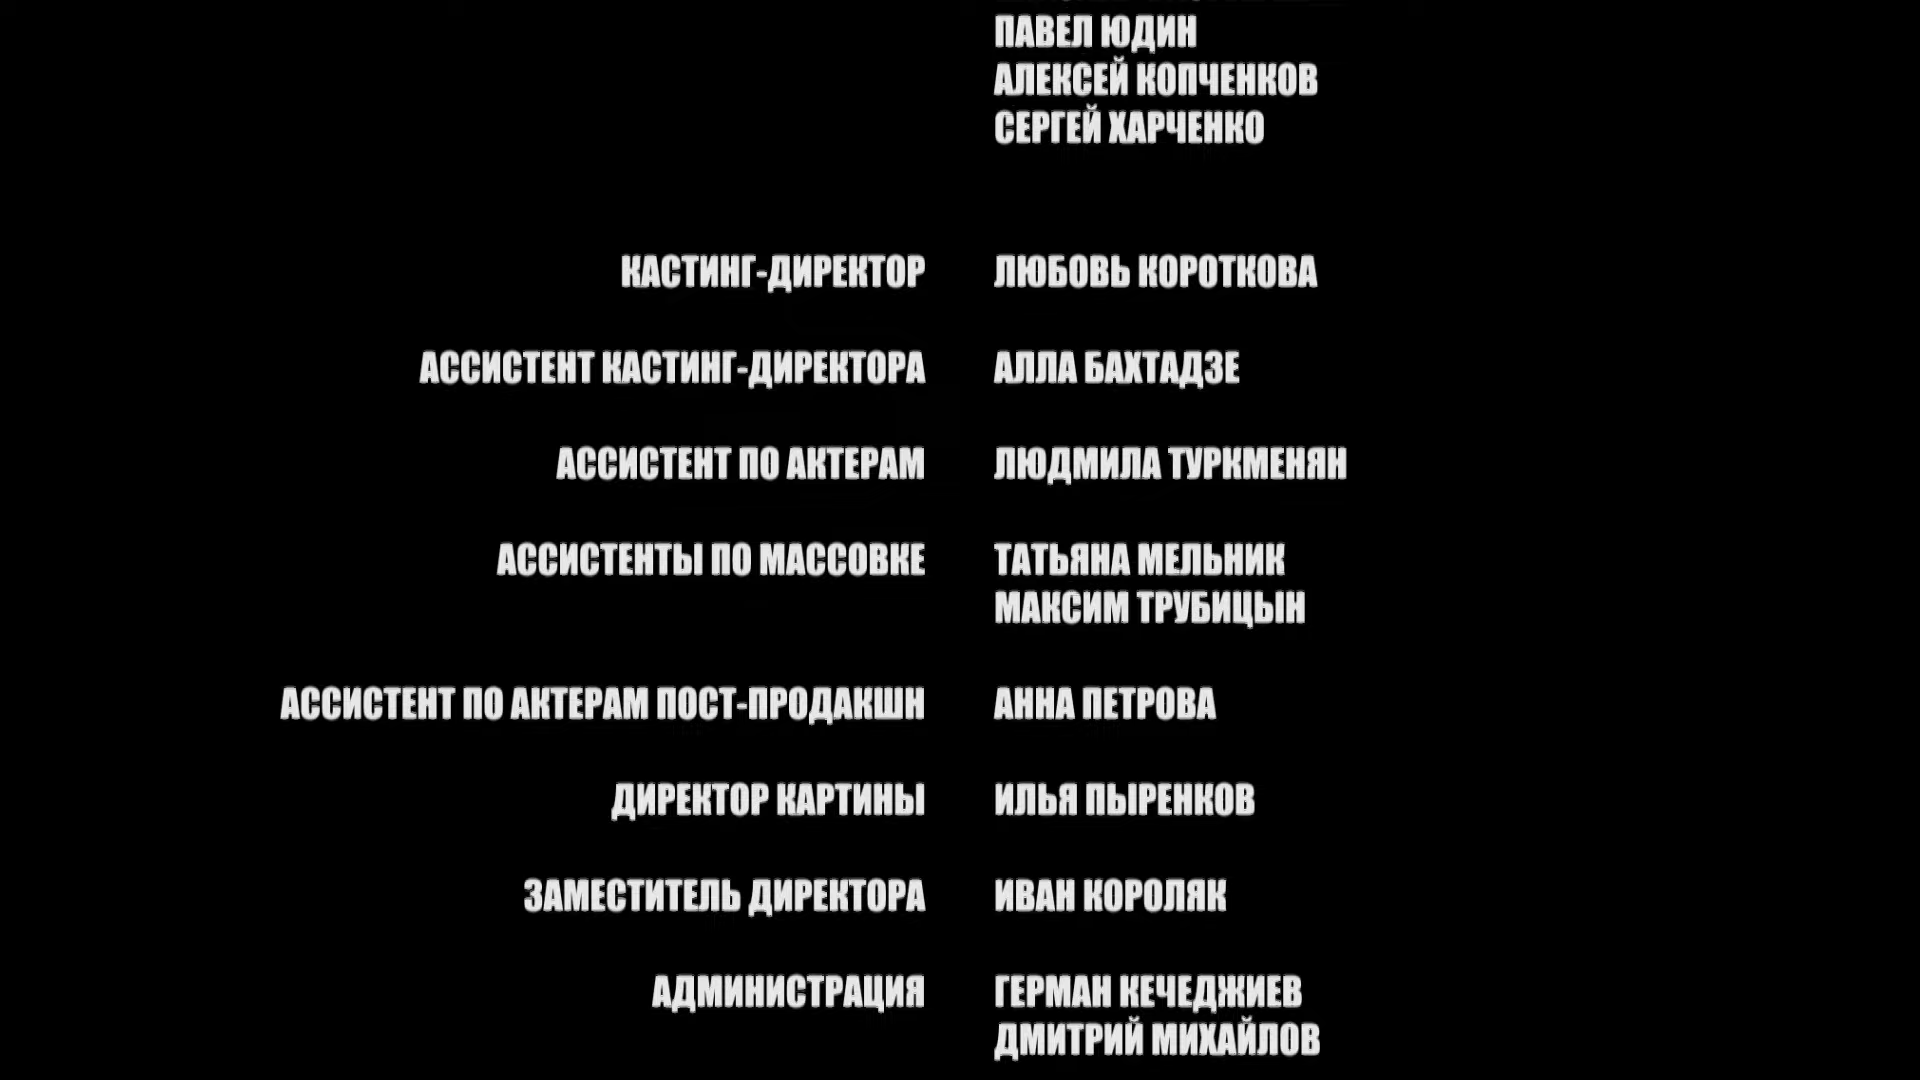 ПАВЕЛ ЮДИН
АЛЕКСЕЙ КОПЧЕНКОВ
СЕРГЕЙ ХАРЧЕНКО
КАСТИНГ-ДИРЕКТОР ЛЮБОВЬ КОРОТКОВА
АССИСТЕНТ КАСТИНГ-ДИРЕКТОРА АЛЛА БАХТАДЗЕ
АССИСТЕНТ ПО АКТЕРАМ ЛЮДМИЛА ТУРКМЕНЯН
АССИСТЕНТЫ ПО МАССОВКЕ ТАТЬЯНА МЕЛЬНИК
МАКСИМ ТРУБИЦЫН
АССИСТЕНТ ПО АКТЕРАМ ПОСТ-ПРОДАКШН АННА ПЕТРОВА
ДИРЕКТОР КАРТИНЫ ИЛЬЯ ПЫРЕНКОВ
ЗАМЕСТИТЕЛЬ ДИРЕКТОРА ИВАН КОРОЛЯК
АДМИНИСТРАЦИЯ ГЕРМАН КЕЧЕДЖИЕВ
ДМИТРИЙ МИХАЙЛОВ